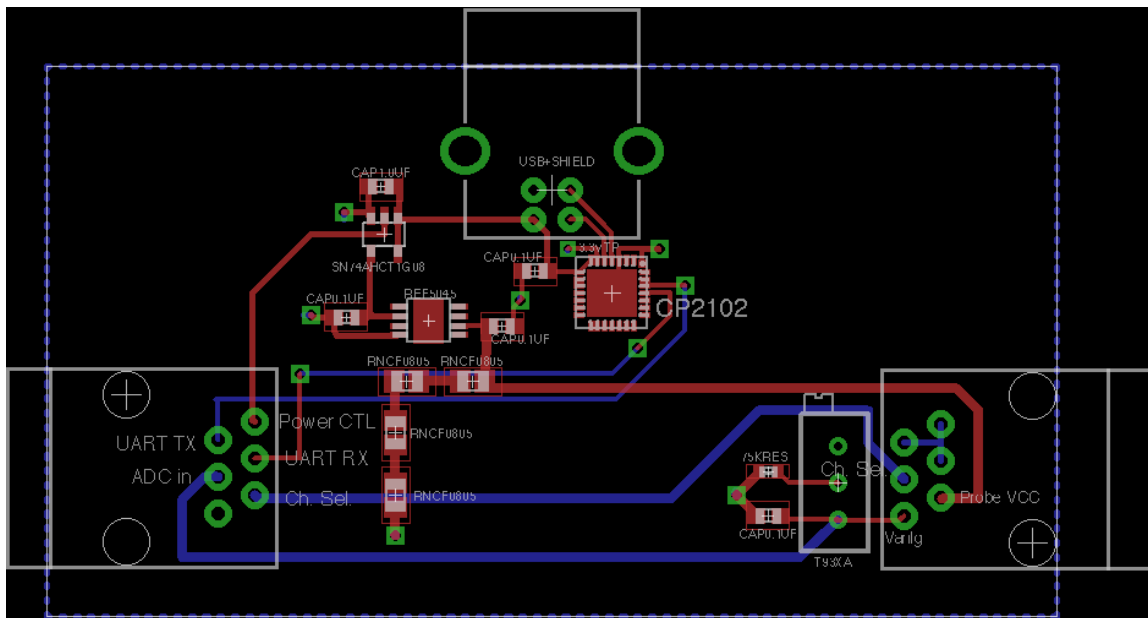 USB+SHIELD
CAP1.0UF
SN74AHCT1G08
3.3VTP
CAP0.1UF
CAP0.1UF
REF5045
CP2102
CAP0.1UF
RNCF0805
RNCF0805
Power CTL
UART TX
RNCF0805
UART RX
ADC in
75KRES
Ch. Sel.
Ch. Sel.
RNCF0805
Probe VCC
CAP0.1UF
T93XA